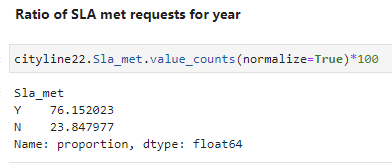 Ratio of SLA met requests for year
cityline22.Sla_met.value_counts(normalize=True)*100
Sla_met
Y    76.152023
N    23.847977
Name: proportion, dtype: float64